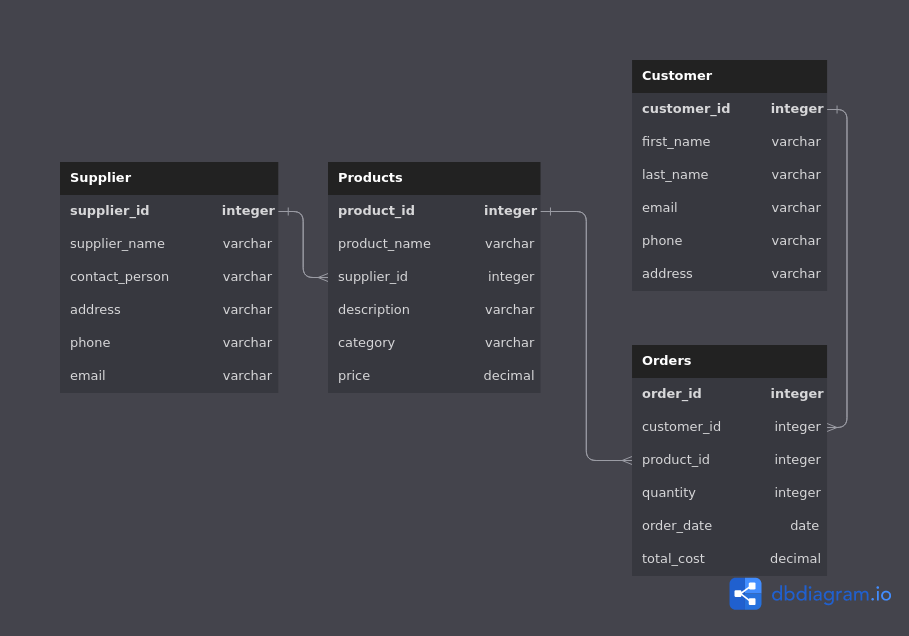 Supplier
supplier_id integer
supplier_name varchar
contact_person varchar
address varchar
phone varchar
email varchar
Products
product_id integer
product_name varchar
supplier_id integer
description varchar
category varchar
price decimal
Customer
customer_id integer
first_name varchar
last_name varchar
email varchar
phone varchar
address varchar
Orders
order_id integer
customer_id integer
product_id integer
quantity integer
order_date date
total_cost decimal
dbdiagram.io